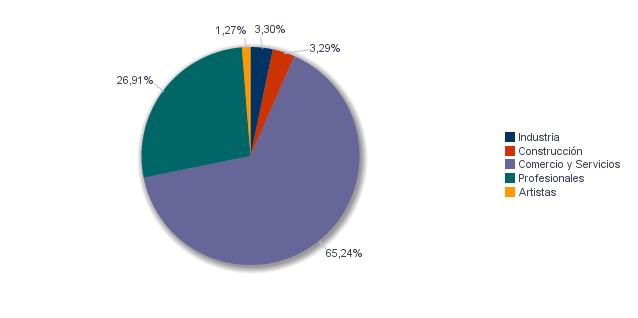 1,27%
3,30%
3,29%
26,91%
65,24%
Industria
Construcción
Comercio y Servicios
Profesionales
Artistas